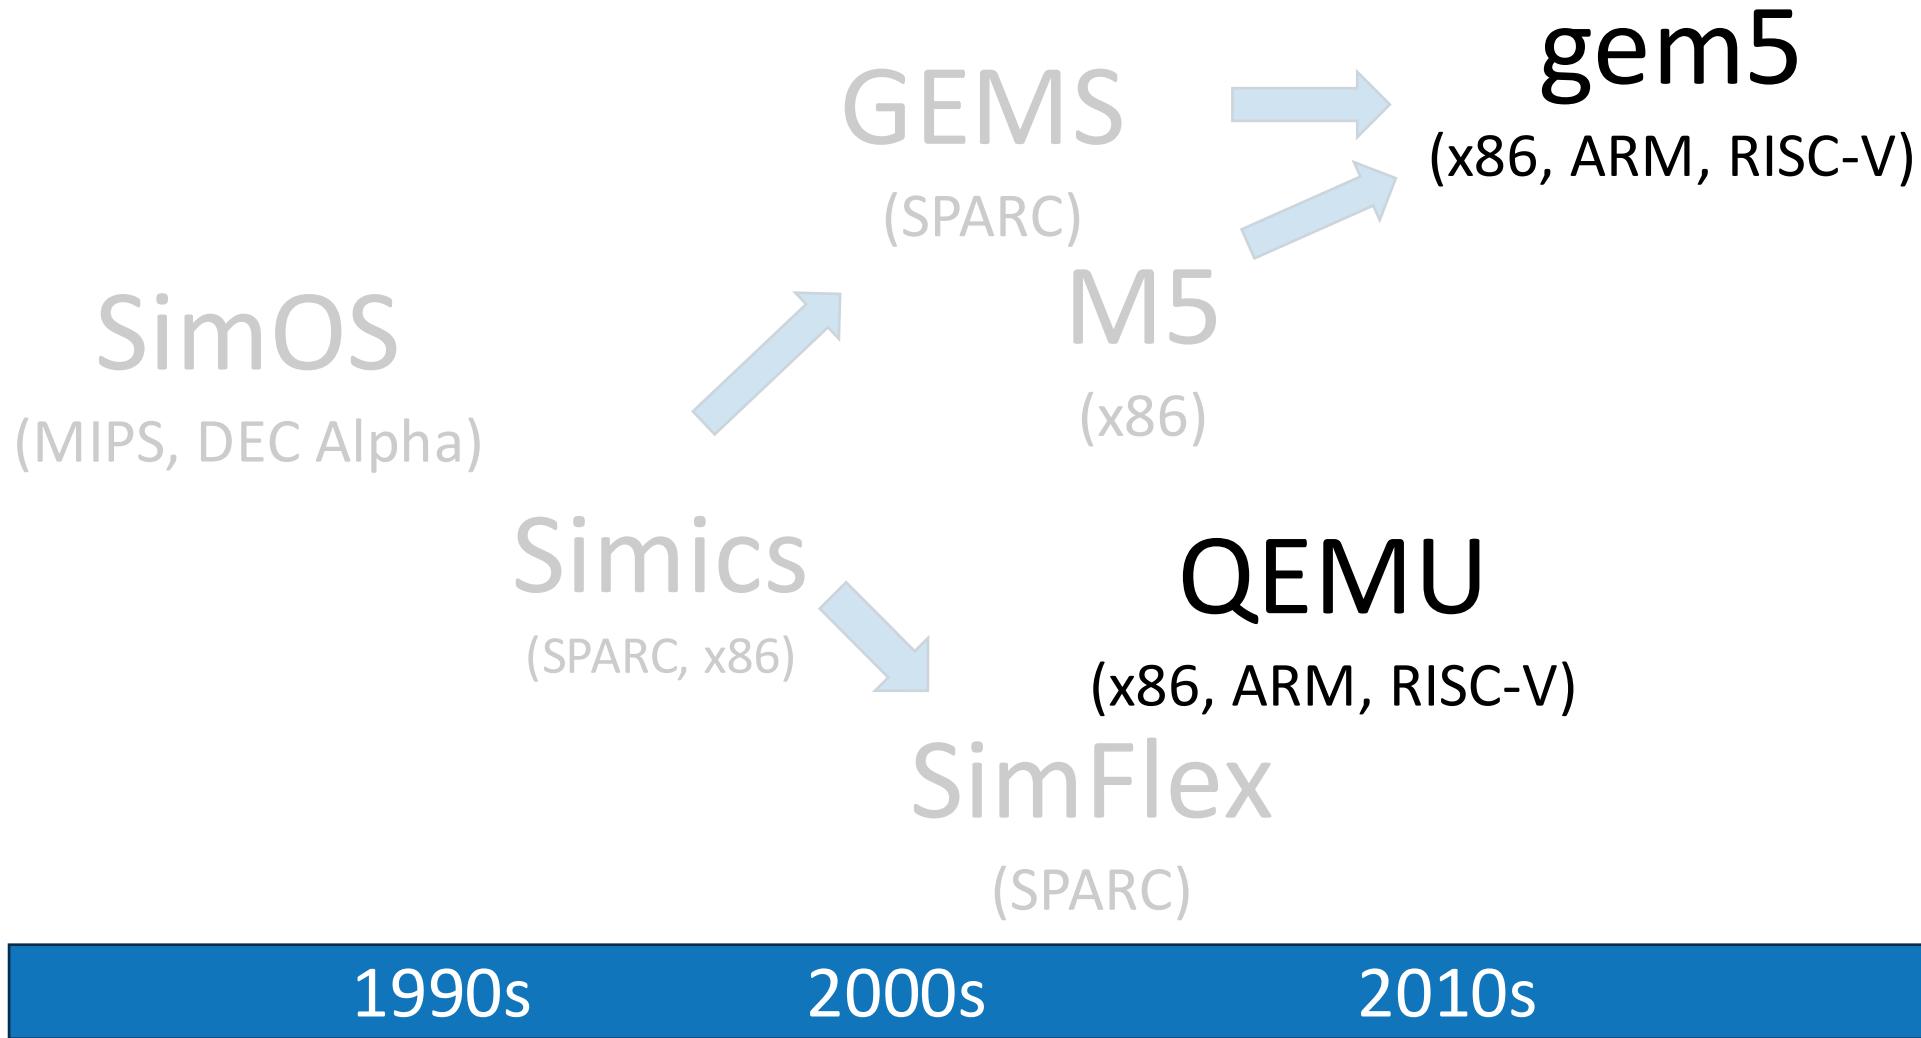 gem5
(x86, ARM, RISC-V)
GEMS
(SPARC)
M5
(x86)
SimOS
(MIPS, DEC Alpha)
Simics
(SPARC, x86)
QEMU
(x86, ARM, RISC-V)
SimFlex
(SPARC)
1990s
2000s
2010s